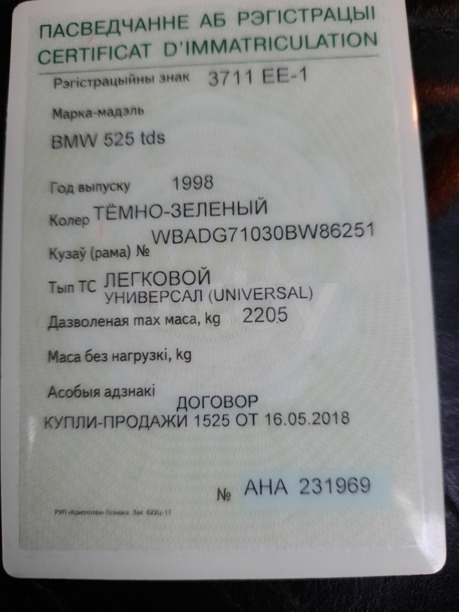 ПАСВЕДЧАННЕ АБ РЭГІСТРАЦЫІ
CERTIFICAT D'IMMATRICULATION
Рэгістрацыйны знак 3711 EE-1
Марка-мадэль
BMW 525 tds
Год выпуску 1998
Колер ТЁМНО-ЗЕЛЕНЫЙ
Кузаў (рама) № WBADG71030BW86251
Тып ТС ЛЕГКОВОЙ
УНИВЕРСАЛ (UNIVERSAL)
Дазволеная max маса, kg 2205
Маса без нагрузкі, kg
Асобыя адзнакі
ДОГОВОР
КУПЛИ-ПРОДАЖИ 1525 ОТ 16.05.2018
№ АНА 231969